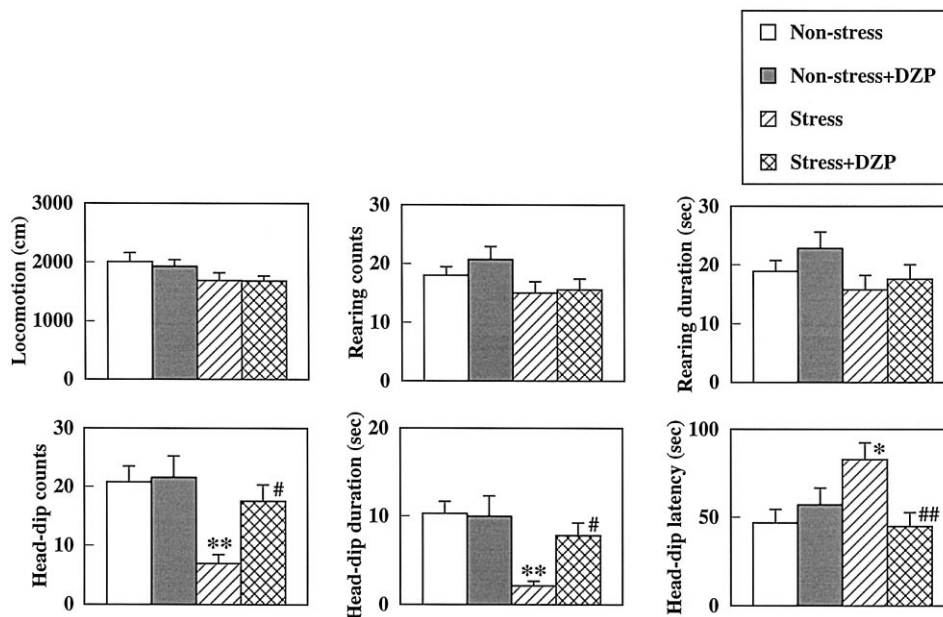 Non-stress
Non-stress+DZP
Stress
Stress+DZP
Locomotion (cm)
3000
2000
1000
0
Rearing counts
30
20
10
0
Rearing duration (sec)
30
20
10
0
Head-dip counts
30
20
10
0
**
#
Head-dip duration (sec)
20
10
0
**
#
Head-dip latency (sec)
100
50
0
*
##